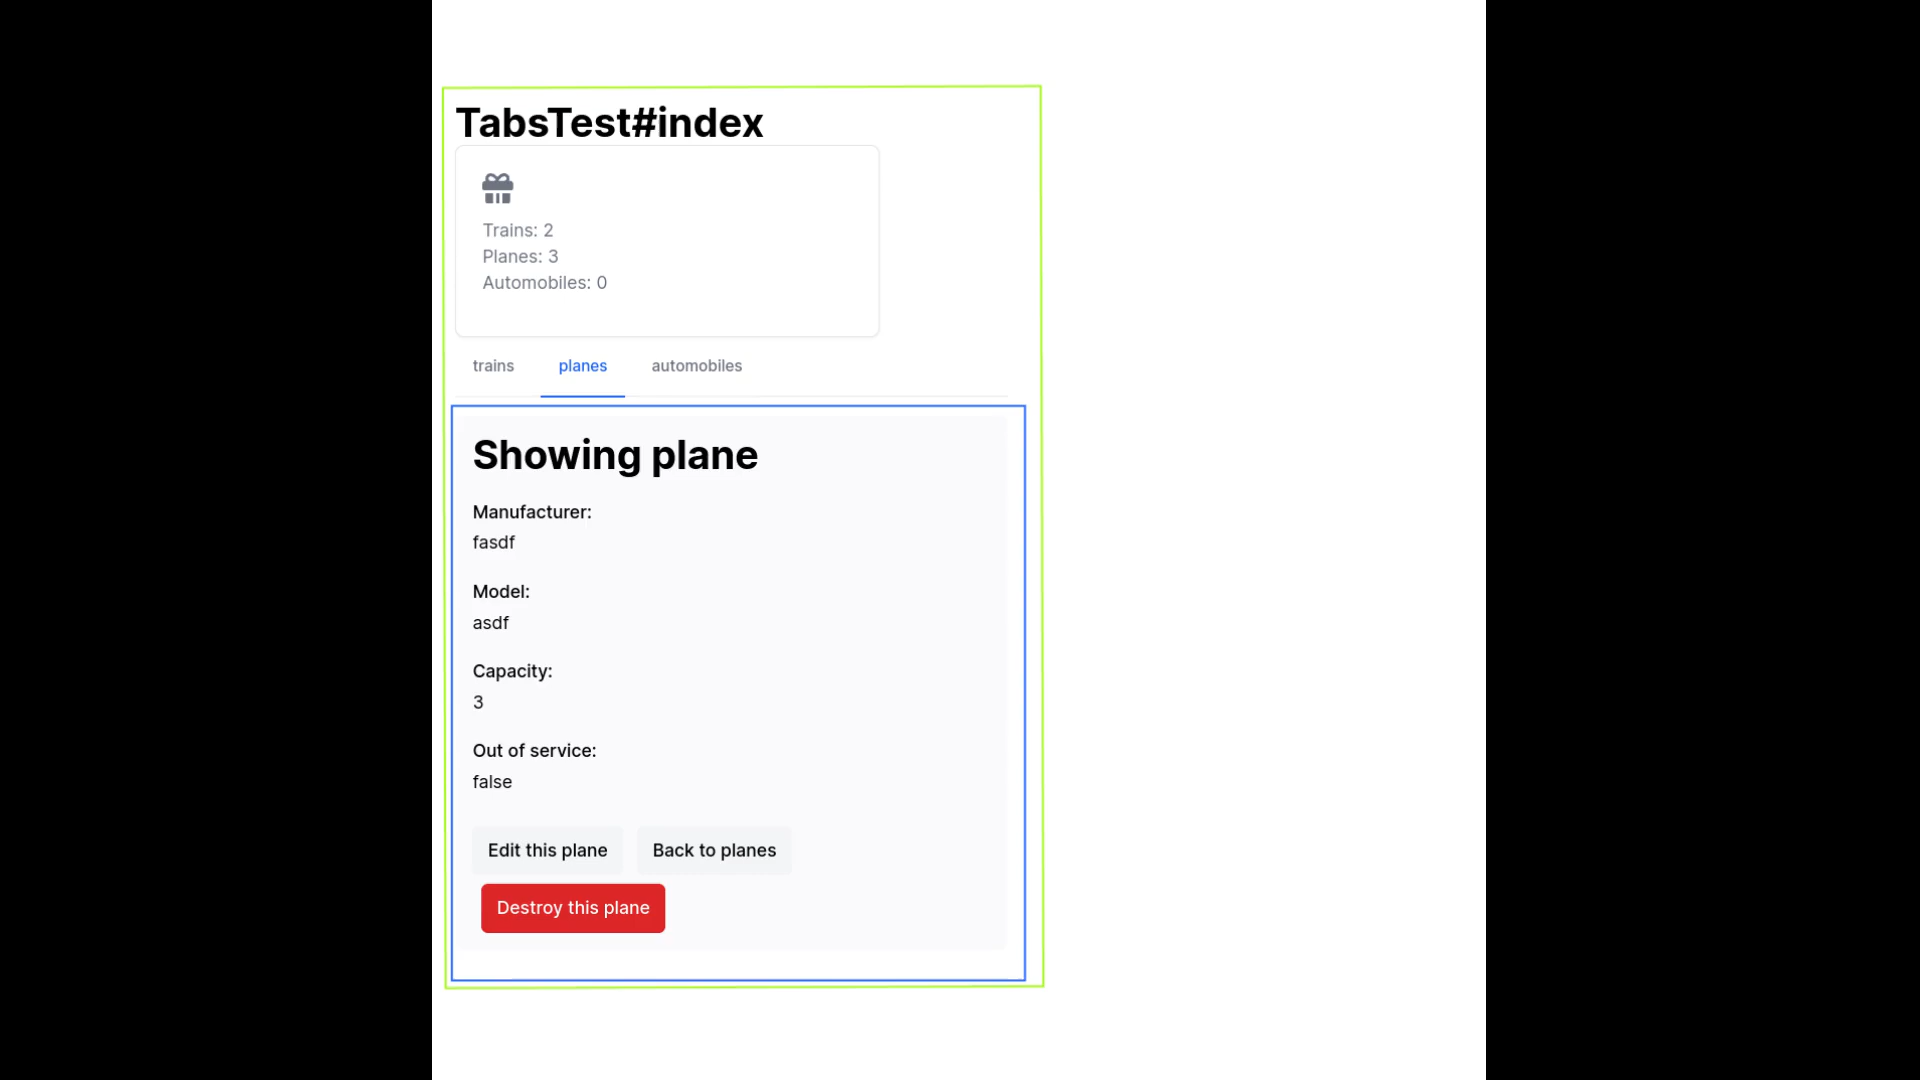 TabsTest#index
Trains: 2
Planes: 3
Automobiles: 0
trains planes automobiles
Showing plane
Manufacturer:
fasdf
Model:
asdf
Capacity:
3
Out of service:
false
Edit this plane Back to planes
Destroy this plane